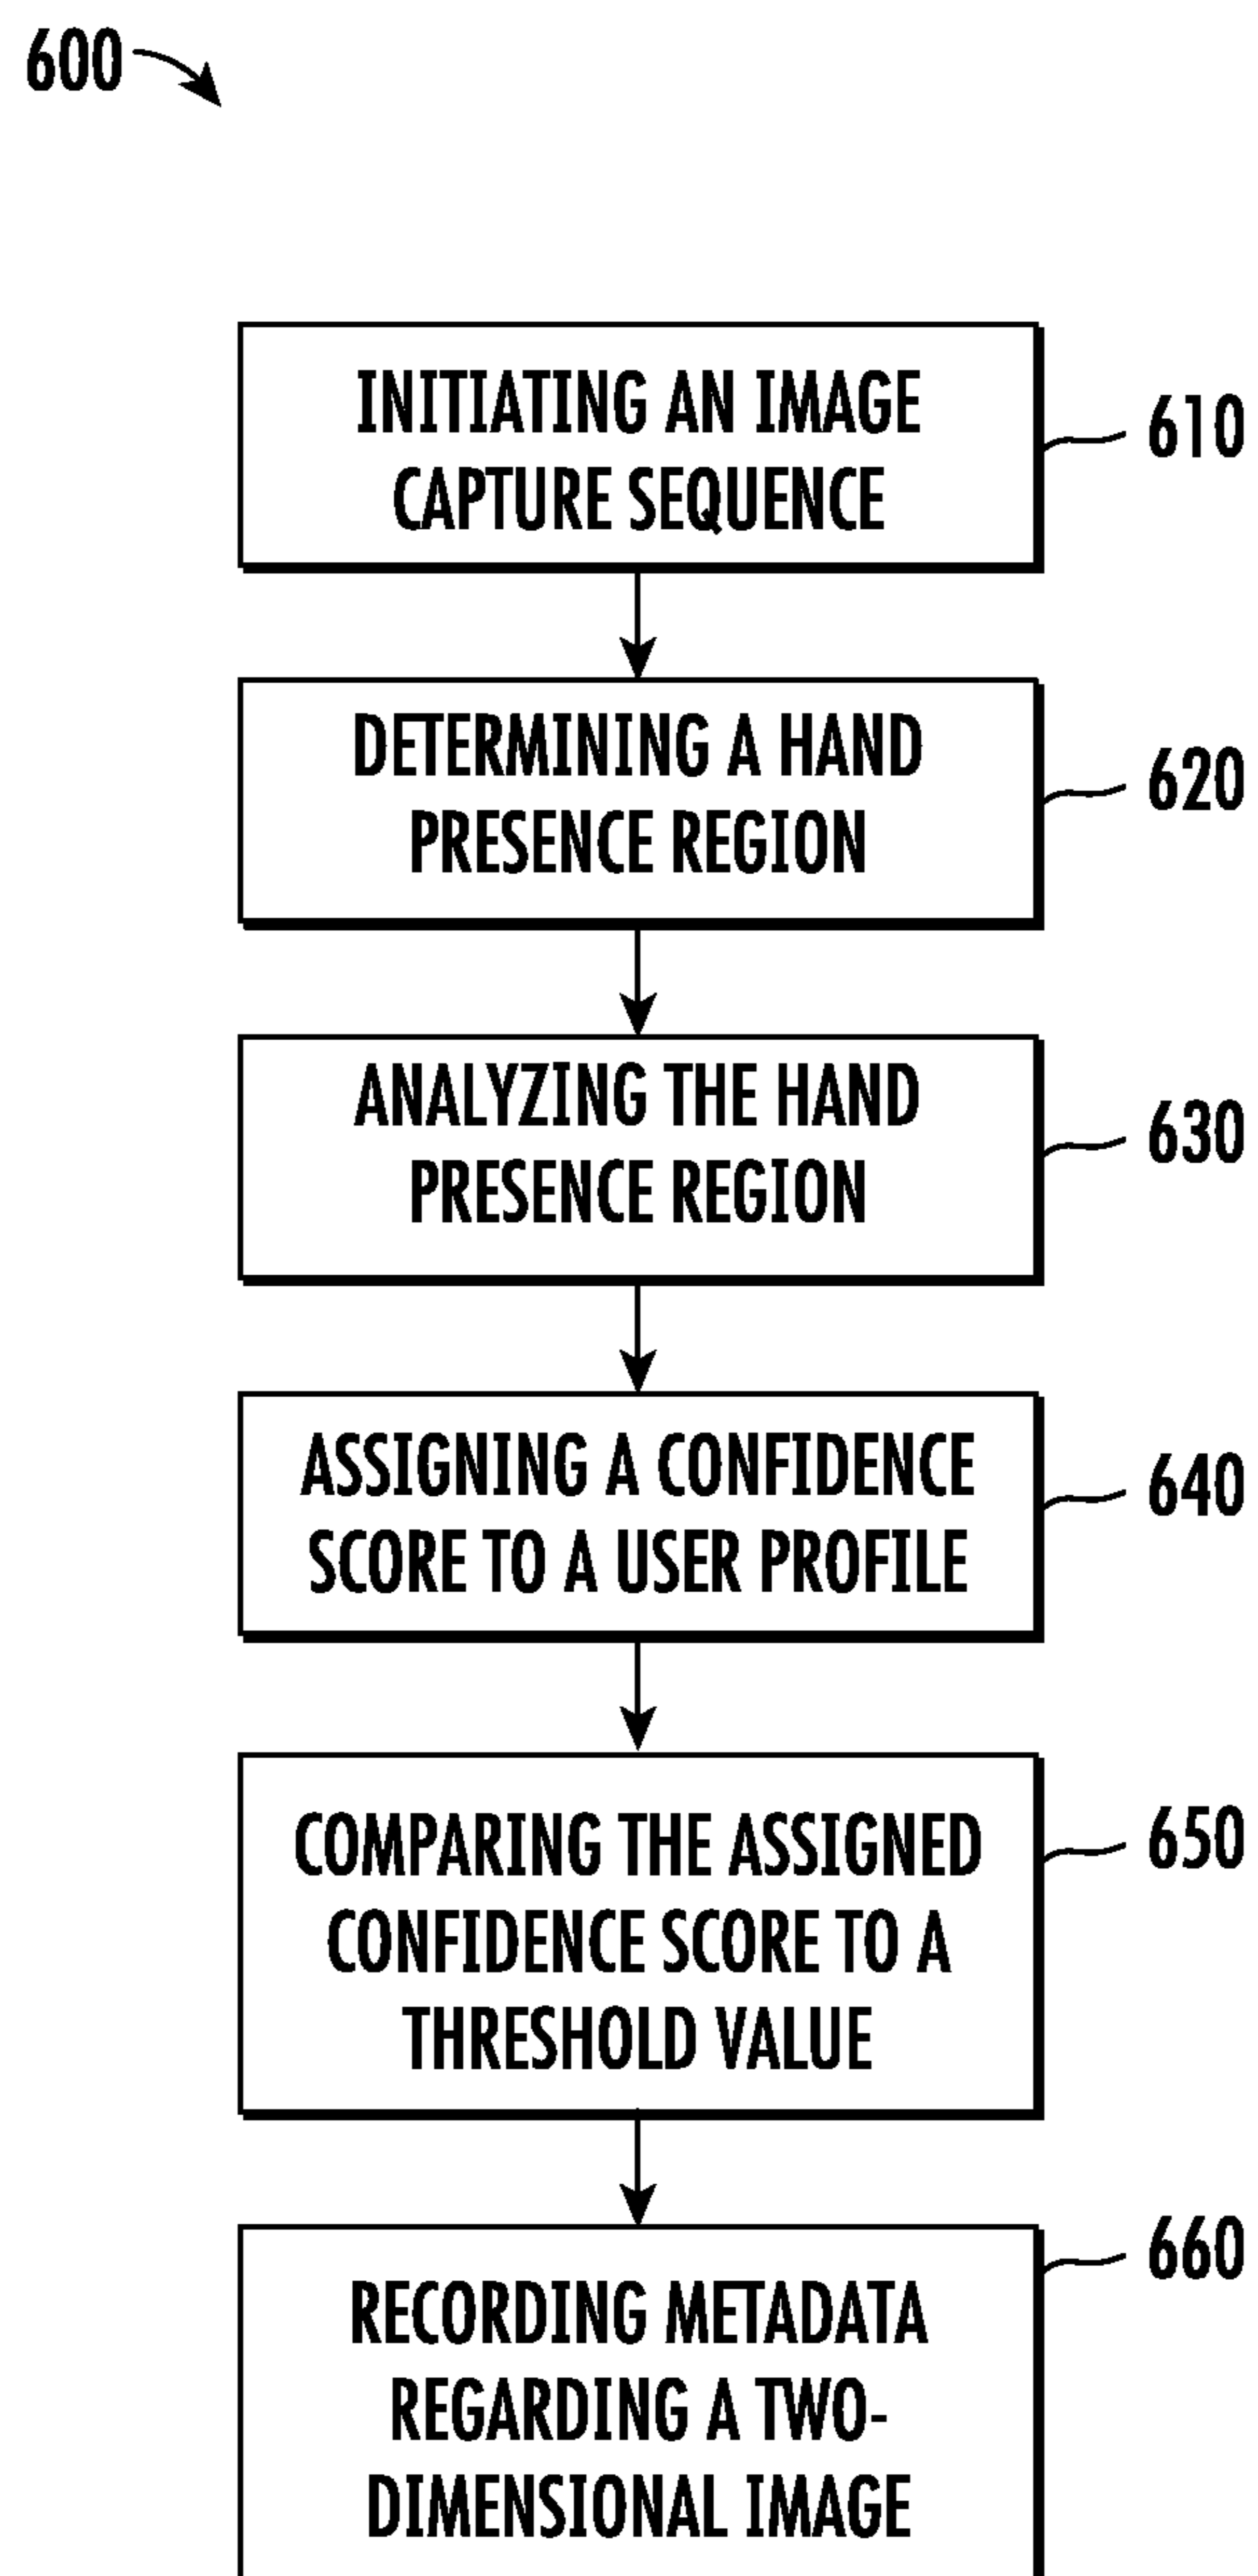 600
INITIATING AN IMAGE
CAPTURE SEQUENCE
610
DETERMINING A HAND
PRESENCE REGION
620
ANALYZING THE HAND
PRESENCE REGION
630
ASSIGNING A CONFIDENCE
SCORE TO A USER PROFILE
640
COMPARING THE ASSIGNED
CONFIDENCE SCORE TO A
THRESHOLD VALUE
650
RECORDING METADATA
REGARDING A TWO-
DIMENSIONAL IMAGE
660